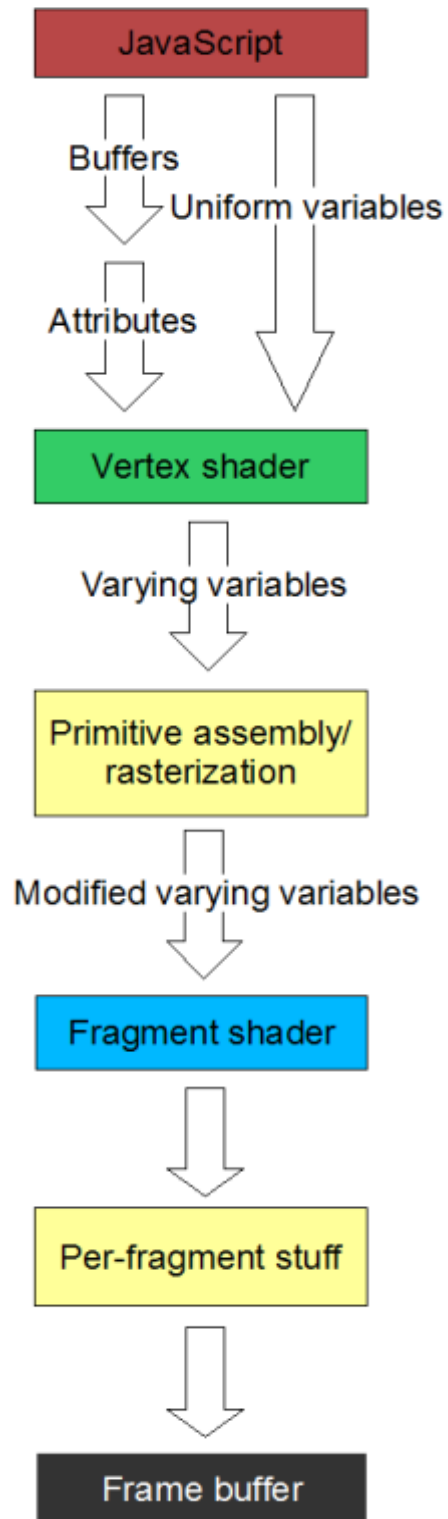 JavaScript
Buffers
Uniform variables
Attributes
Vertex shader
Varying variables
Primitive assembly/
rasterization
Modified varying variables
Fragment shader
Per-fragment stuff
Frame buffer